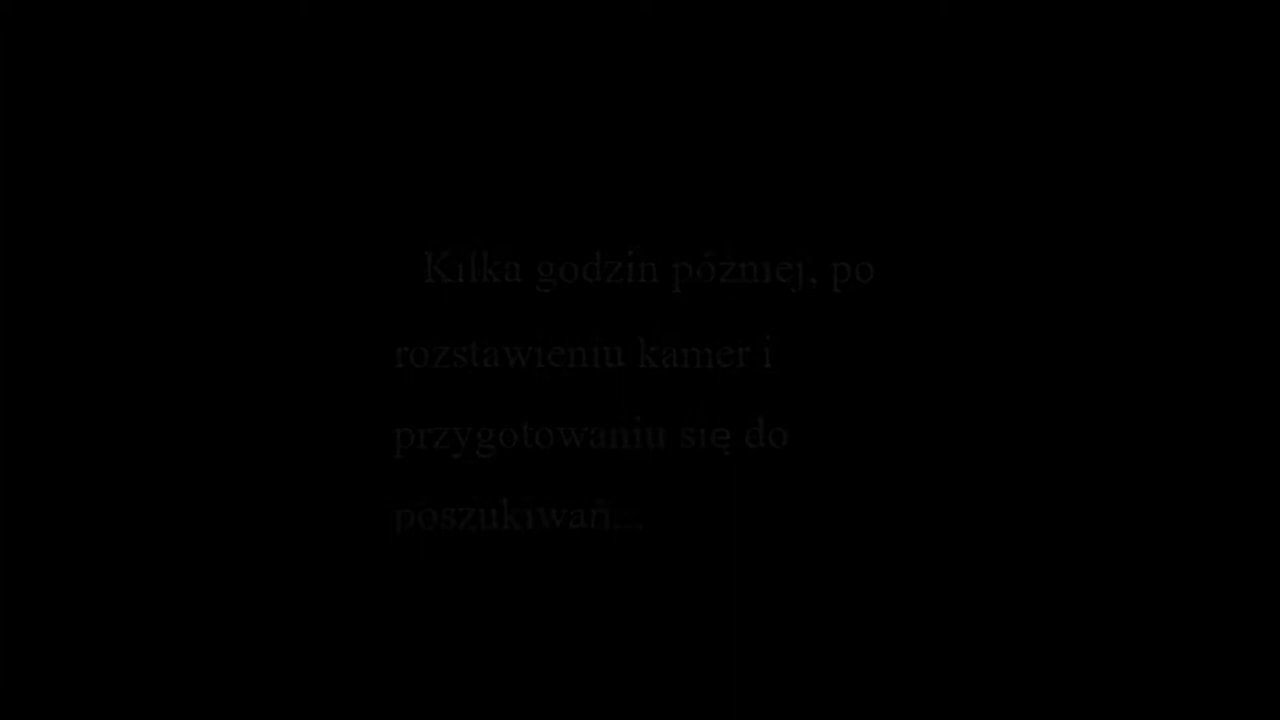 Kilka godzin później, po
rozstawieniu kamer i
przygotowaniu się do
poszukiwań...